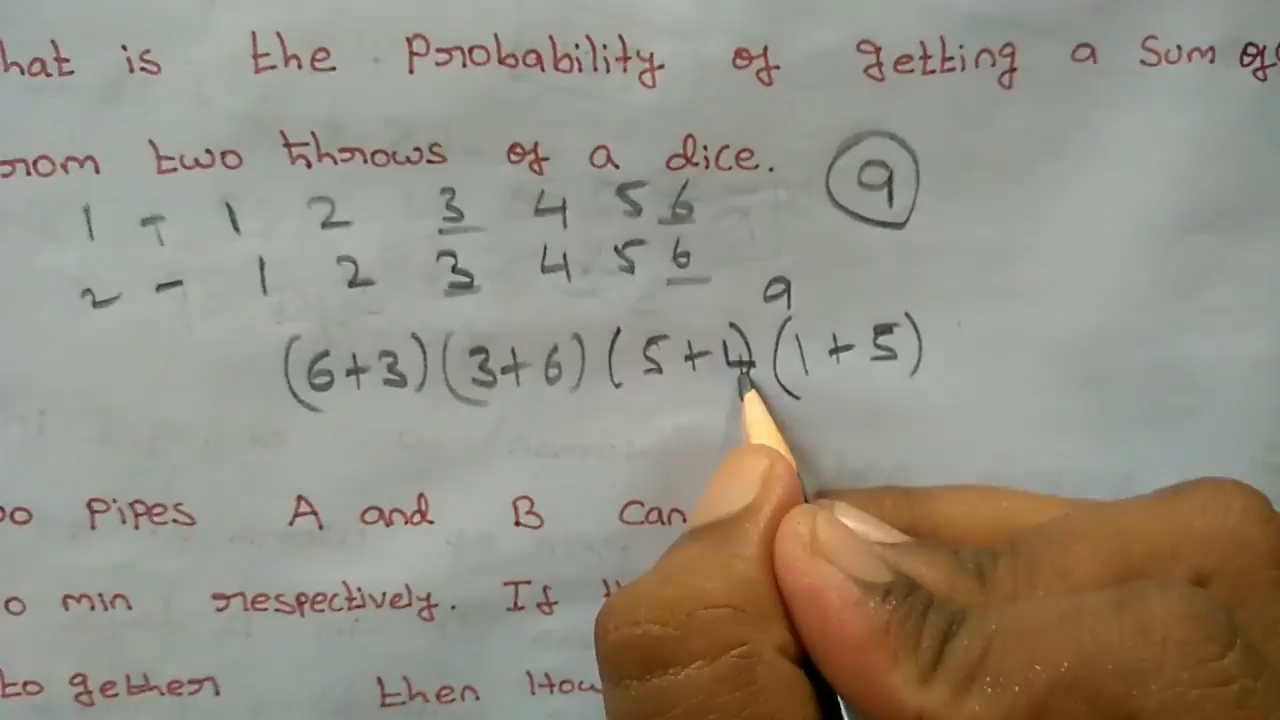 hat is the Probability of getting a Sum of
rom two throws of a dice. 9
1 - 1 2 3 4 5 6
2 - 1 2 3 4 5 6
9
(6+3) (3+6) (5+4) (1+5)
oo Pipes A and B Can
o min respectively. If
to gether then How